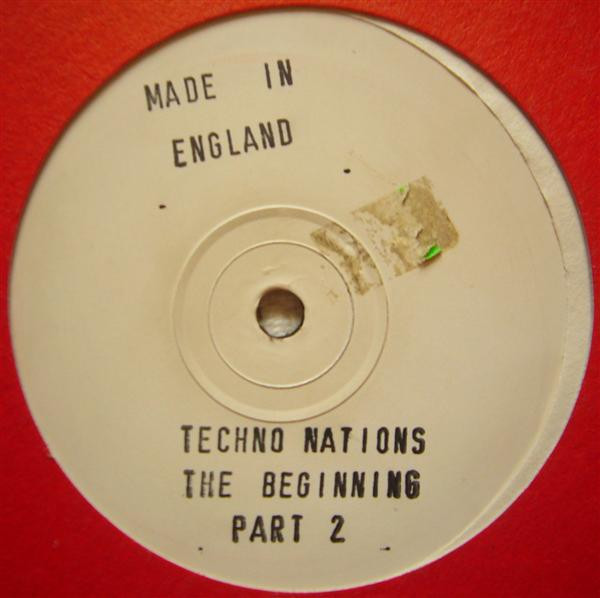 MADE IN
ENGLAND
TECHNO NATIONS
THE BEGINNING
PART 2